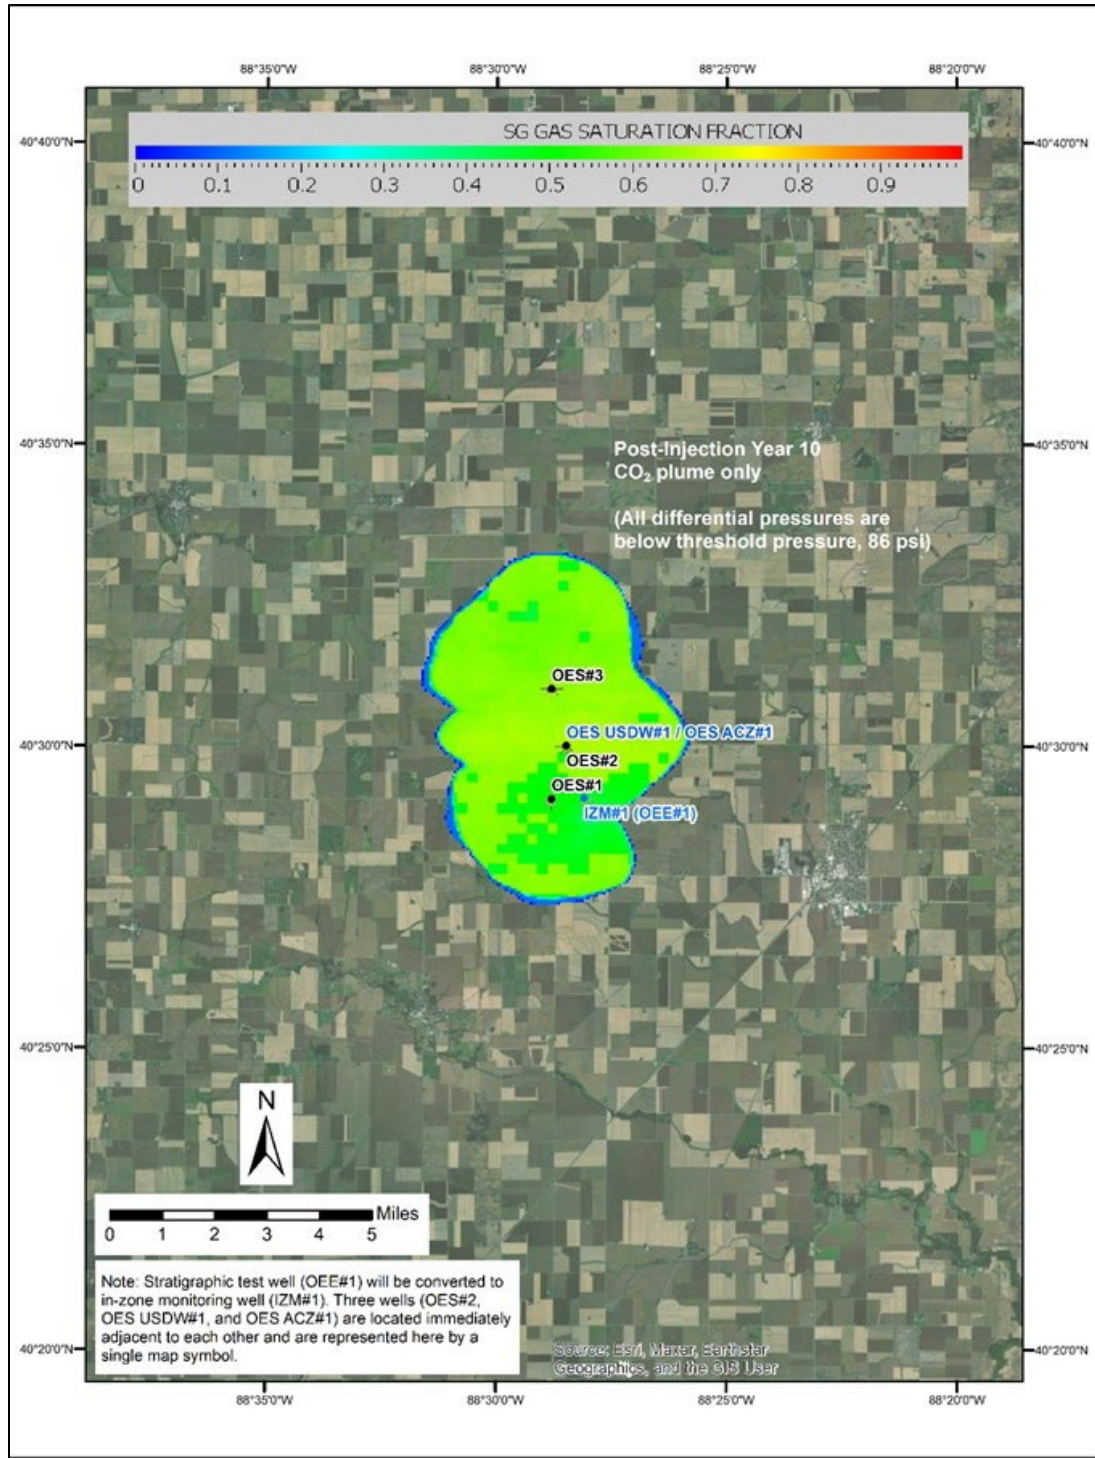 88°35'0"W 88°30'0"W 88°25'0"W 88°20'0"W
SG GAS SATURATION FRACTION
0 0.1 0.2 0.3 0.4 0.5 0.6 0.7 0.8 0.9
40°40'0"N 40°40'0"N
40°35'0"N 40°35'0"N
Post-Injection Year 10
CO₂ plume only
(All differential pressures are
below threshold pressure, 86 psi)
OES#3
OES USDW#1 / OES ACZ#1
40°30'0"N 40°30'0"N
OES#2
OES#1
IZM#1 (OEE#1)
40°25'0"N 40°25'0"N
N
Miles
0 1 2 3 4 5
Note: Stratigraphic test well (OEE#1) will be converted to
in-zone monitoring well (IZM#1). Three wells (OES#2,
OES USDW#1, and OES ACZ#1) are located immediately
adjacent to each other and are represented here by a
single map symbol.
40°20'0"N 40°20'0"N
Source: Esri, Maxar, Earthstar
Geographics, and the GIS User
88°35'0"W 88°30'0"W 88°25'0"W 88°20'0"W